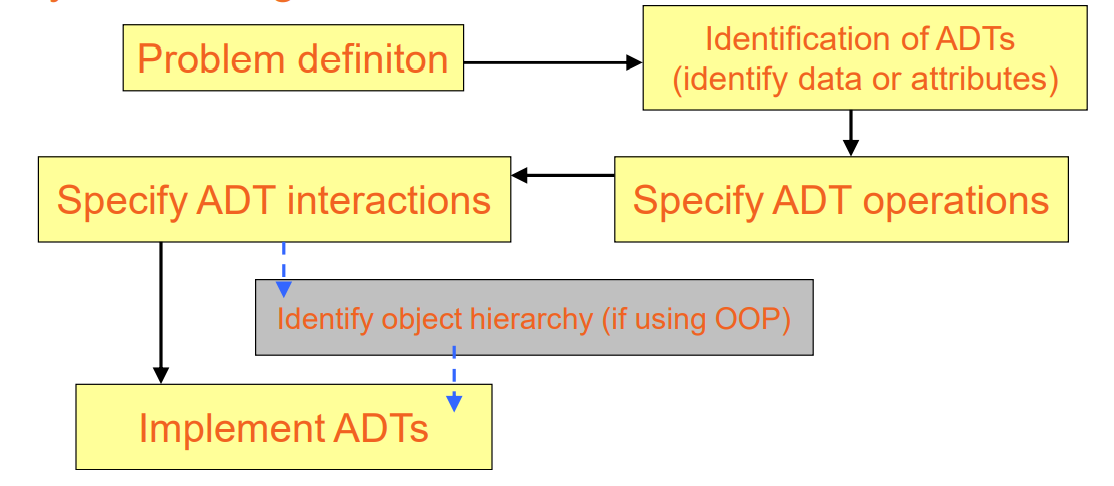 Problem definiton
Identification of ADTs
(identify data or attributes)
Specify ADT interactions
Specify ADT operations
Identify object hierarchy (if using OOP)
Implement ADTs